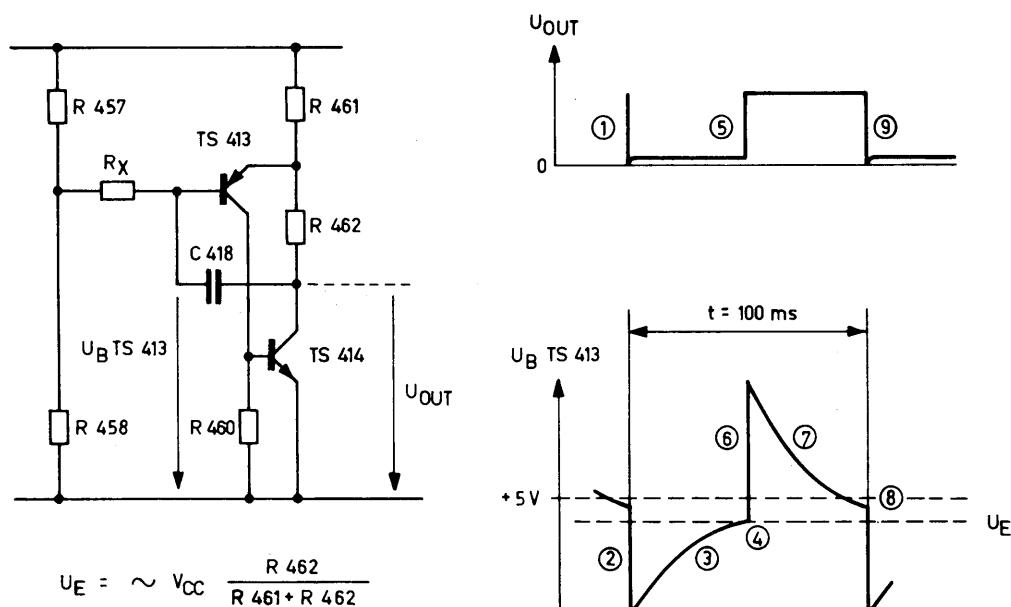 R 457
R 461
TS 413
RX
R 462
C 418
UB TS 413
TS 414
UOUT
R 458
R 460
UE = ~ VCC R 462 / R 461 + R 462
UOUT
1
5
9
0
t = 100 ms
UB TS 413
6
7
+5V
8
UE
2
3
4